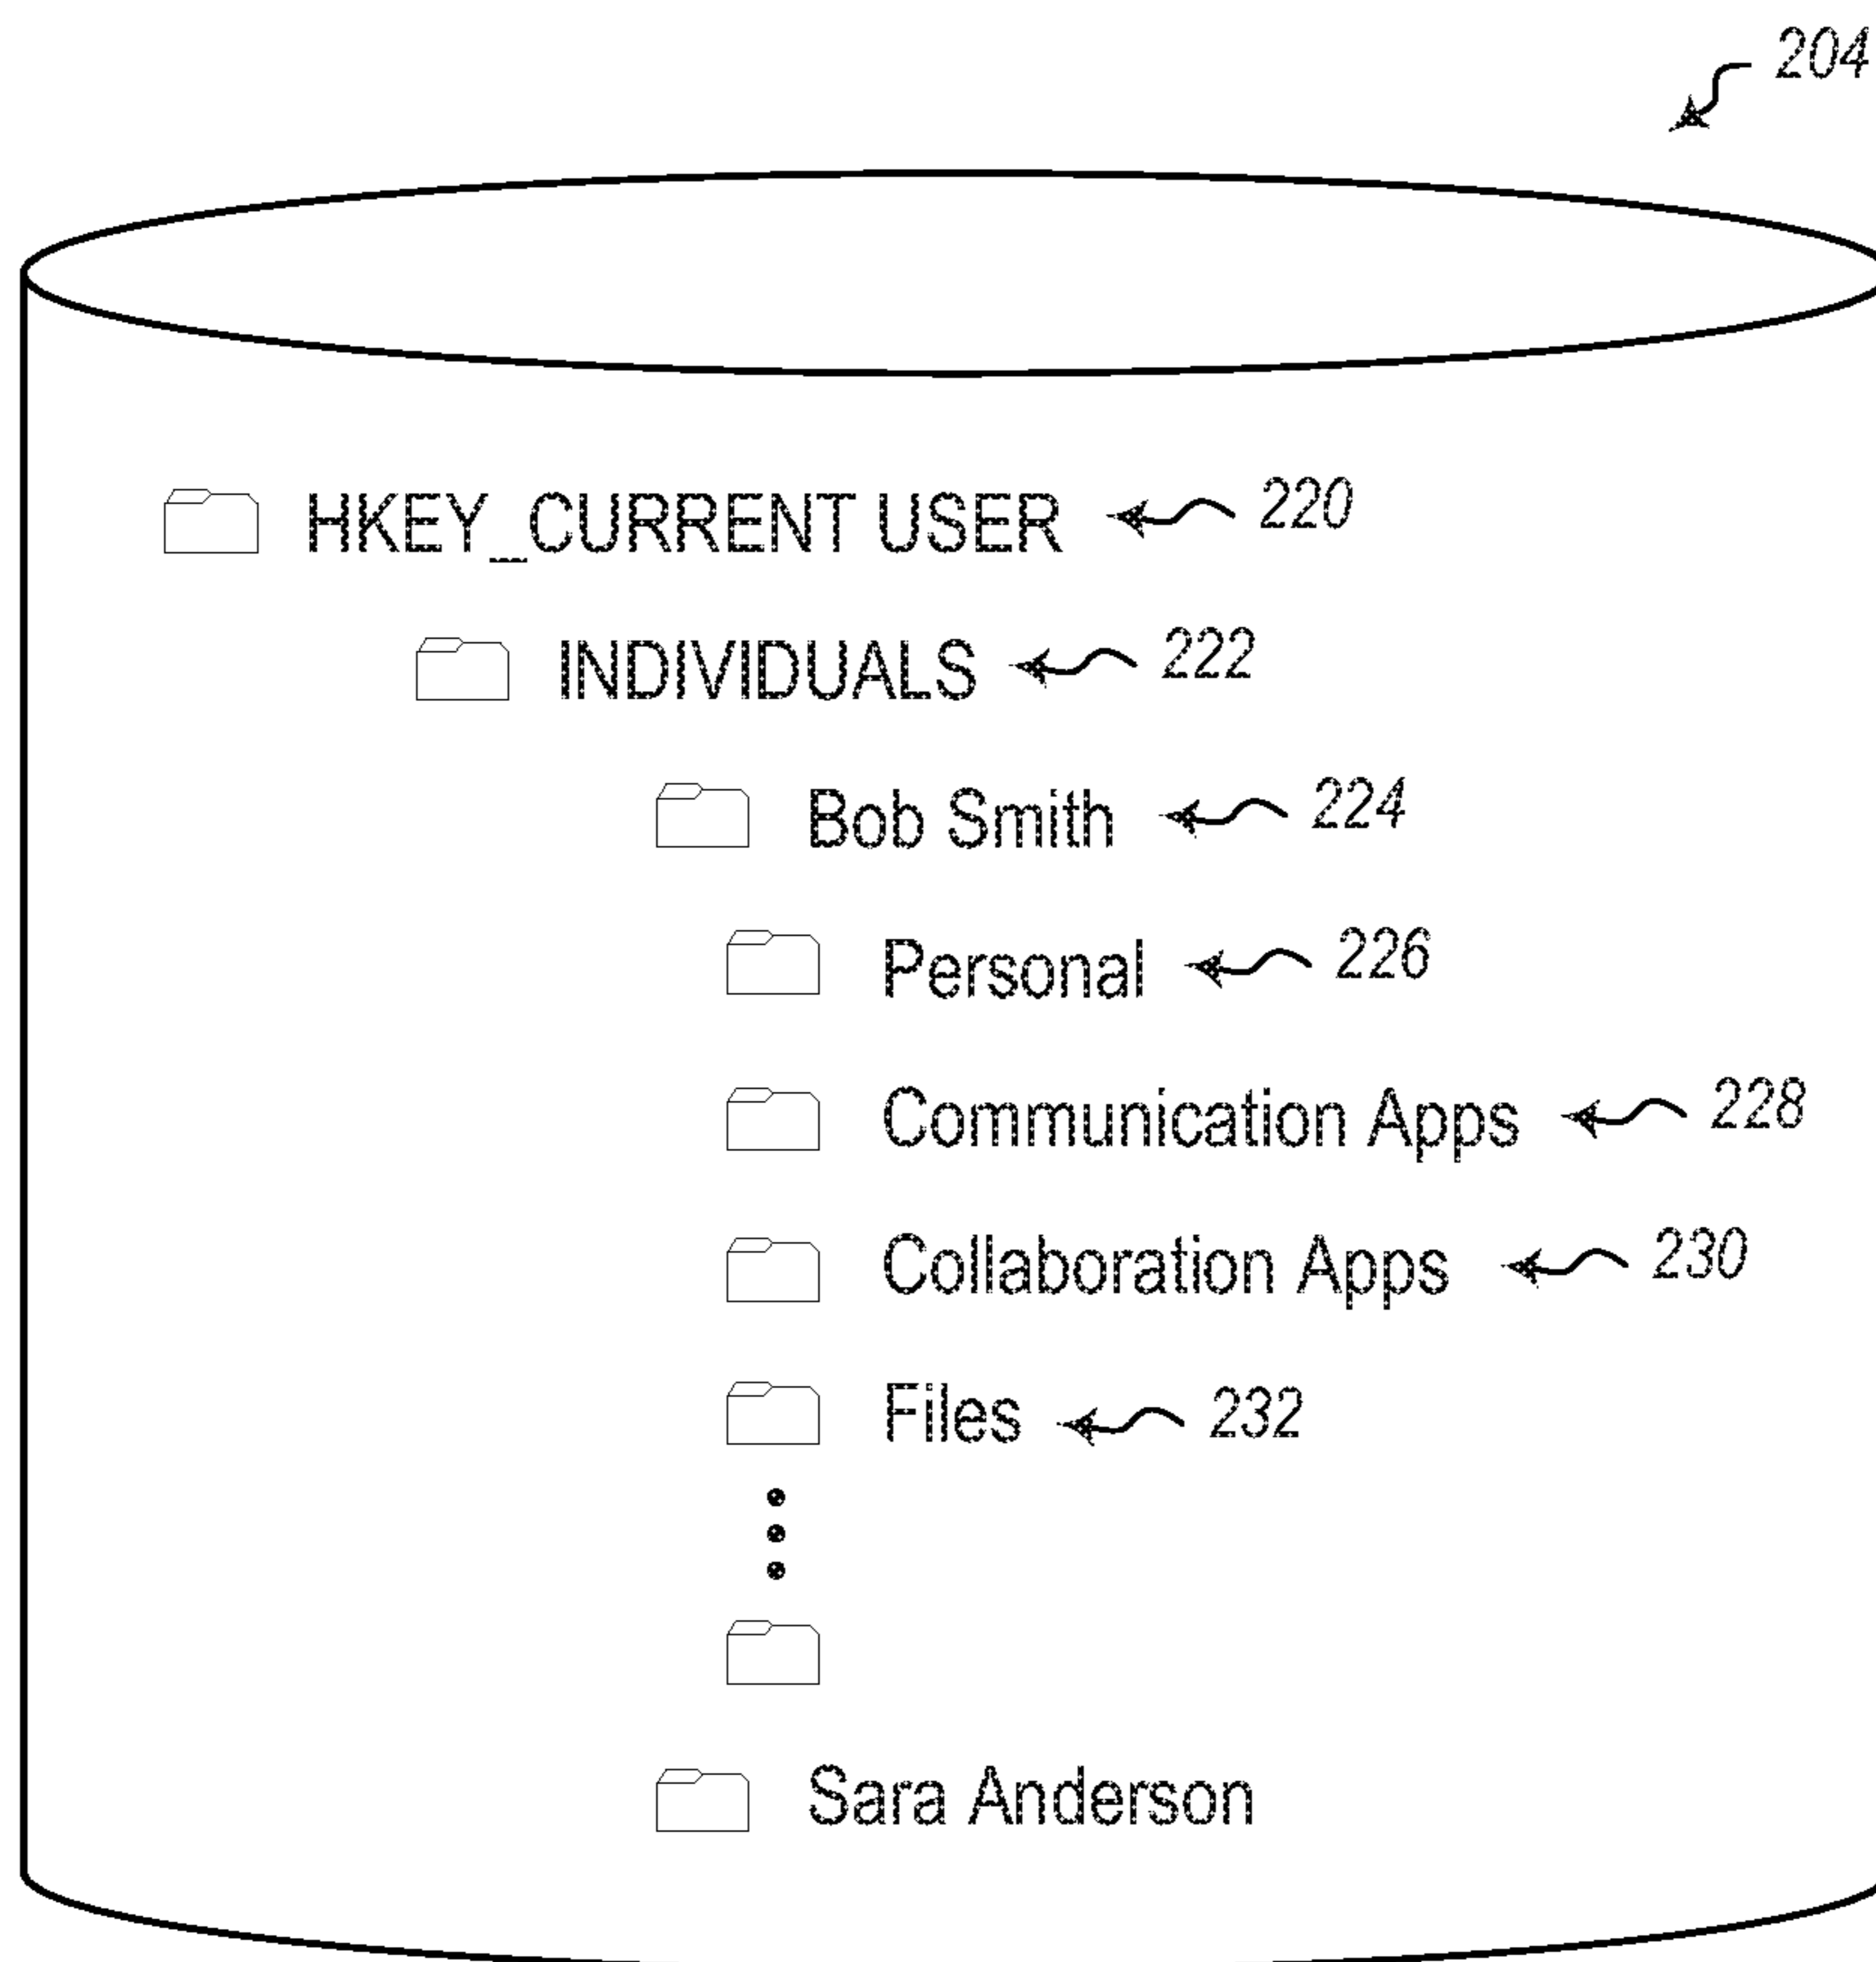 204
HKEY_CURRENT USER 220
INDIVIDUALS 222
Bob Smith 224
Personal 226
Communication Apps 228
Collaboration Apps 230
Files 232
Sara Anderson